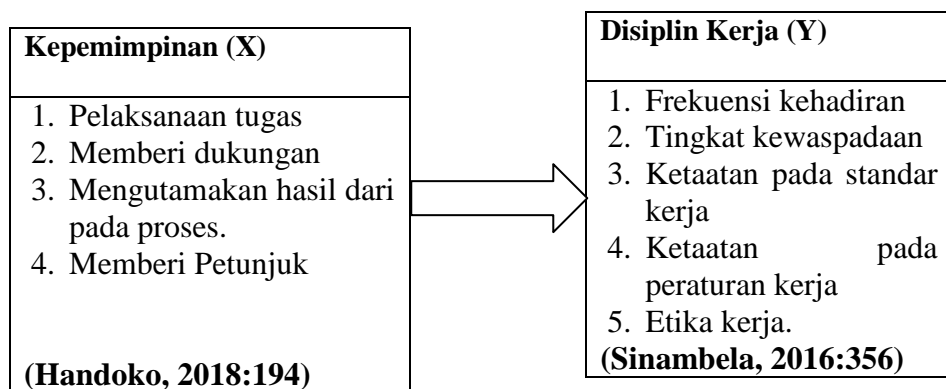 Kepemimpinan (X)
1. Pelaksanaan tugas
2. Memberi dukungan
3. Mengutamakan hasil dari
pada proses.
4. Memberi Petunjuk
(Handoko, 2018:194)
Disiplin Kerja (Y)
1. Frekuensi kehadiran
2. Tingkat kewaspadaan
3. Ketaatan pada standar
kerja
4. Ketaatan pada
peraturan kerja
5. Etika kerja.
(Sinambela, 2016:356)